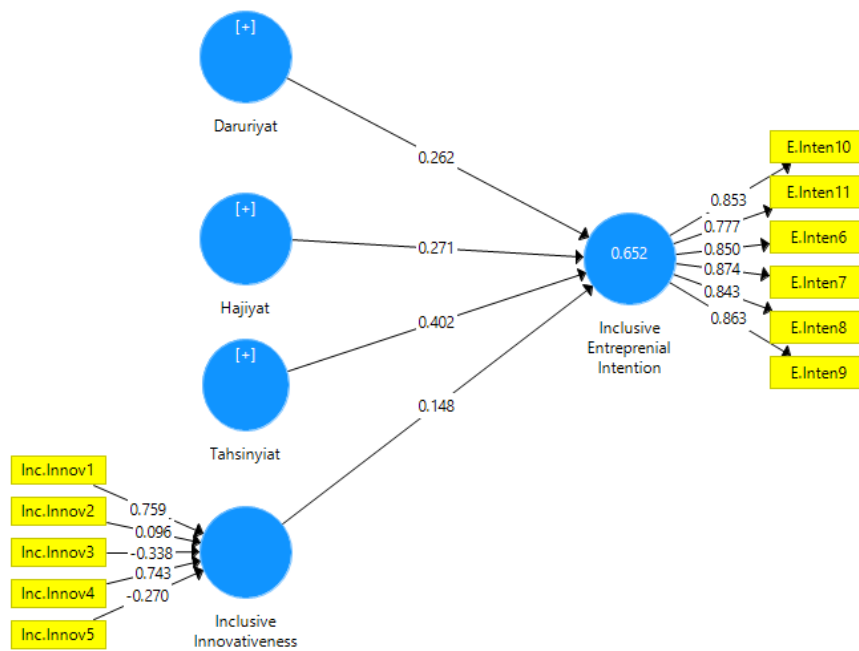 [+]
Daruriyat
0.262
[+]
Hajiyat
0.271
[+]
Tahsinyiat
0.402
0.148
0.652
Inclusive
Entreprenial
Intention
0.853
0.777
0.850
0.874
0.843
0.863
E.Inten10
E.Inten11
E.Inten6
E.Inten7
E.Inten8
E.Inten9
Inc.Innov1
Inc.Innov2
Inc.Innov3
Inc.Innov4
Inc.Innov5
0.759
0.096
-0.338
0.743
-0.270
Inclusive
Innovativeness